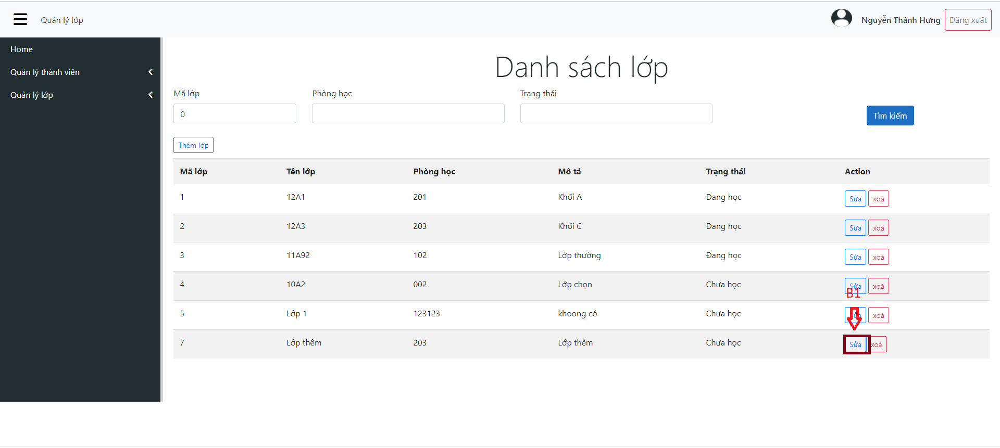 Quản lý lớp
Nguyễn Thành Hưng Đăng xuất
Home
Quản lý thành viên
Quản lý lớp
Danh sách lớp
Mã lớp Phòng học Trạng thái
0
Tìm kiếm
Thêm lớp
Mã lớp Tên lớp Phòng học Mô tả Trạng thái Action
1 12A1 201 Khối A Đang học Sửa xoá
2 12A3 203 Khối C Đang học Sửa xoá
3 11A92 102 Lớp thường Đang học Sửa xoá
4 10A2 002 Lớp chọn Chưa học Sửa xoá
B1
5 Lớp 1 123123 khoong có Chưa học Sửa xoá
7 Lớp thêm 203 Lớp thêm Chưa học Sửa xoá